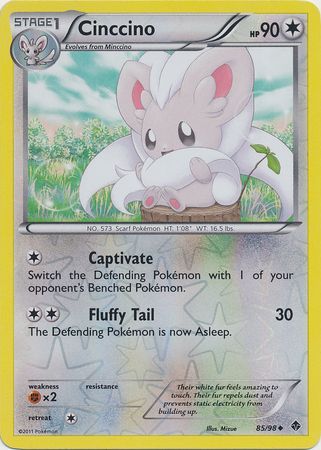 STAGE1
Cinccino
HP 90
Evolves from Minccino
NO. 573 Scarf Pokémon HT: 1'08" WT: 16.5 lbs.
Captivate
Switch the Defending Pokémon with 1 of your
opponent's Benched Pokémon.
Fluffy Tail 30
The Defending Pokémon is now Asleep.
weakness resistance
×2
retreat
Their white fur feels amazing to
touch. Their fur repels dust and
prevents static electricity from
building up.
©2011 Pokémon
Illus. Mizue
85/98